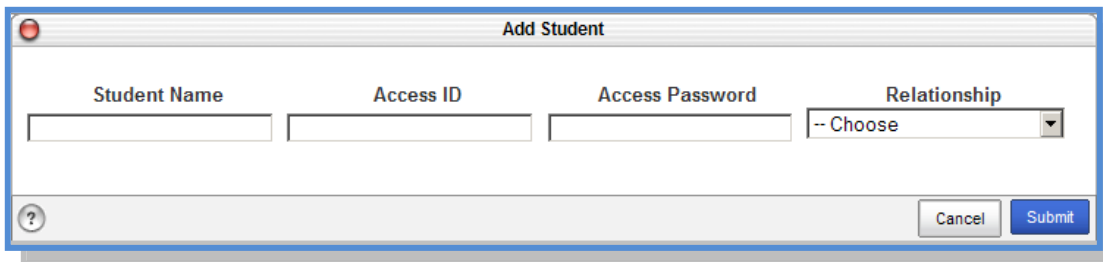 Add Student
Student Name Access ID Access Password Relationship
-- Choose
?
Cancel Submit